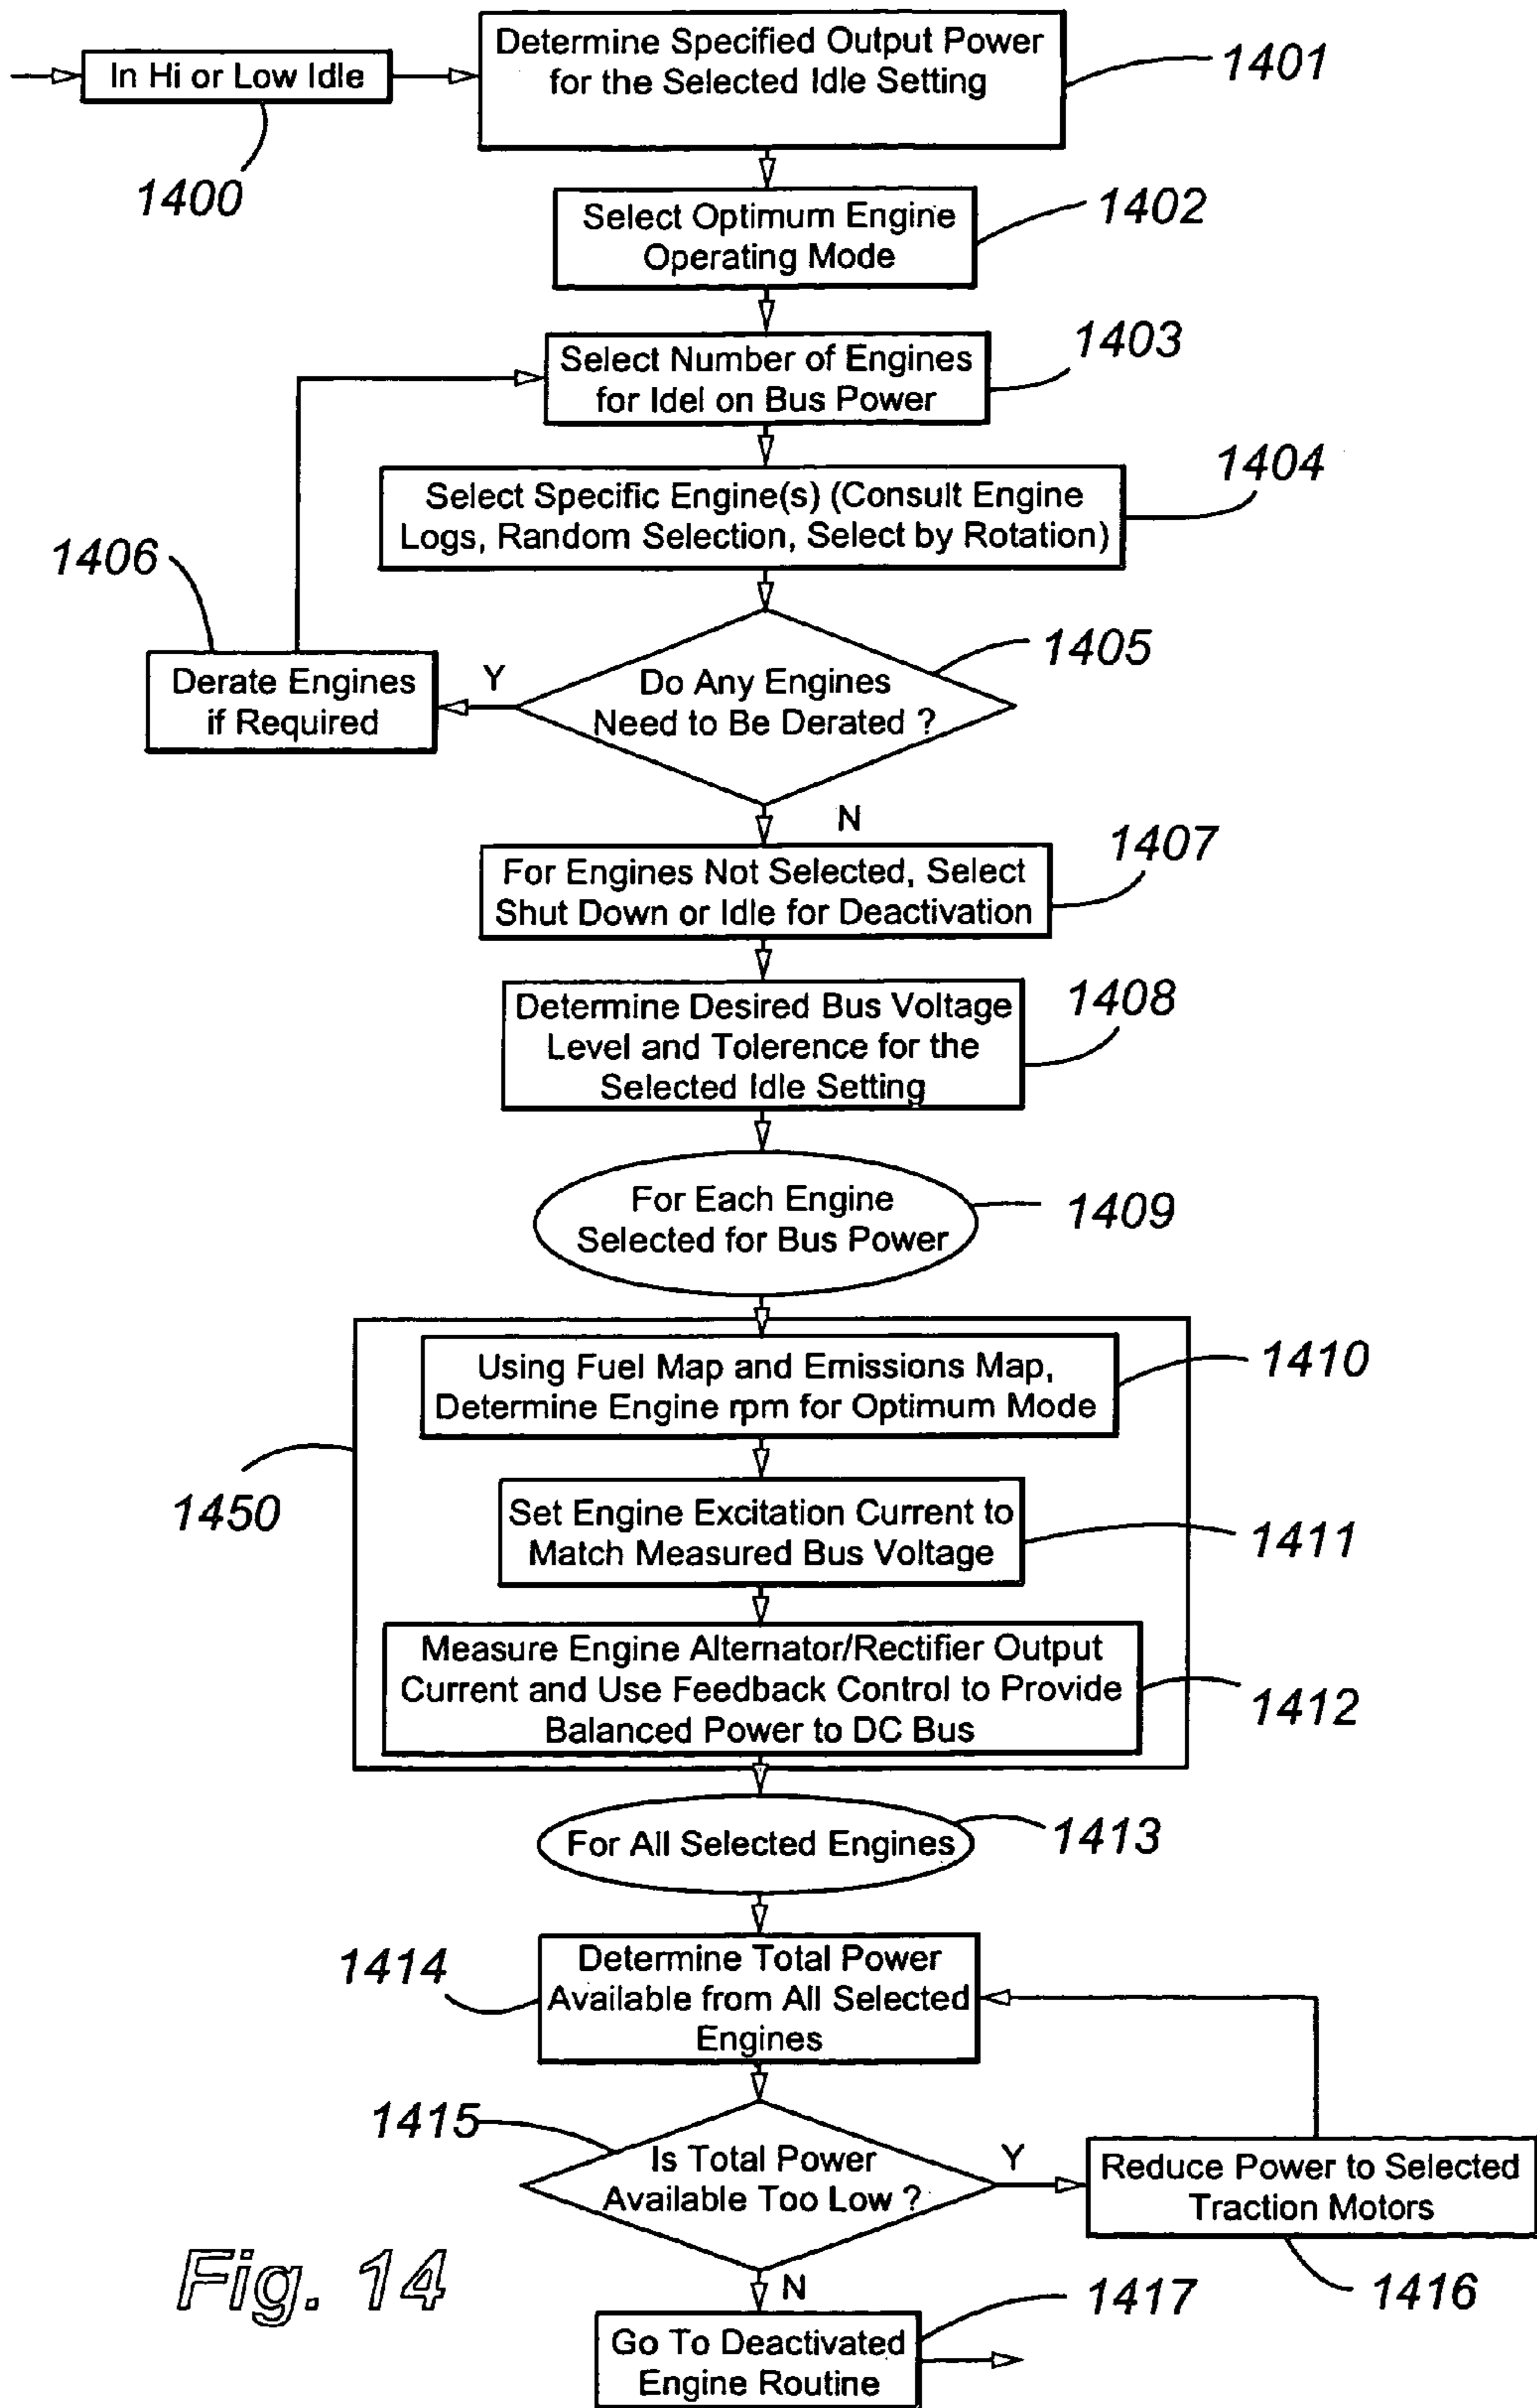 In Hi or Low Idle
1400
Determine Specified Output Power
for the Selected Idle Setting
1401
Select Optimum Engine
Operating Mode
1402
Select Number of Engines
for Idel on Bus Power
1403
Select Specific Engine(s) (Consult Engine
Logs, Random Selection, Select by Rotation)
1404
Do Any Engines
Need to Be Derated ?
1405
Y
Derate Engines
if Required
1406
N
For Engines Not Selected, Select
Shut Down or Idle for Deactivation
1407
Determine Desired Bus Voltage
Level and Tolerence for the
Selected Idle Setting
1408
For Each Engine
Selected for Bus Power
1409
Using Fuel Map and Emissions Map,
Determine Engine rpm for Optimum Mode
1410
1450
Set Engine Excitation Current to
Match Measured Bus Voltage
1411
Measure Engine Alternator/Rectifier Output
Current and Use Feedback Control to Provide
Balanced Power to DC Bus
1412
For All Selected Engines
1413
1414
Determine Total Power
Available from All Selected
Engines
1415
Is Total Power
Available Too Low ?
Y
Reduce Power to Selected
Traction Motors
1416
N
Go To Deactivated
Engine Routine
1417
Fig. 14